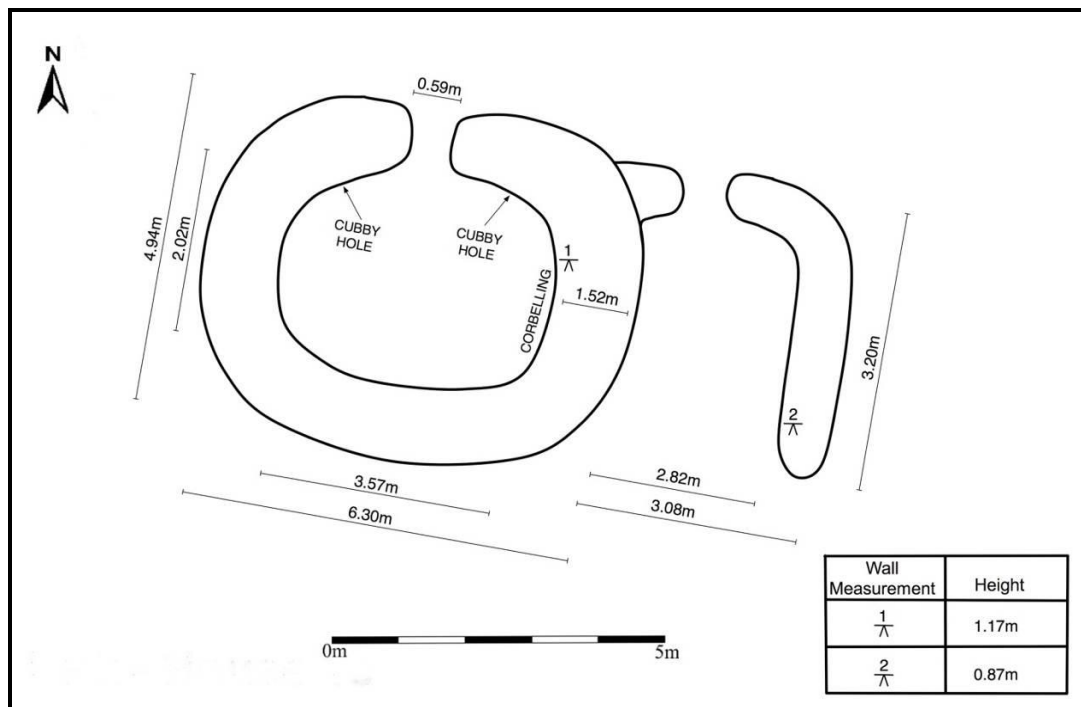 N
0.59m
4.94m
2.02m
CUBBY
HOLE
CUBBY
HOLE
1
1.52m
CORBELLING
3.20m
2
3.57m
6.30m
2.82m
3.08m
0m
5m
Wall
Measurement
Height
1
1.17m
2
0.87m